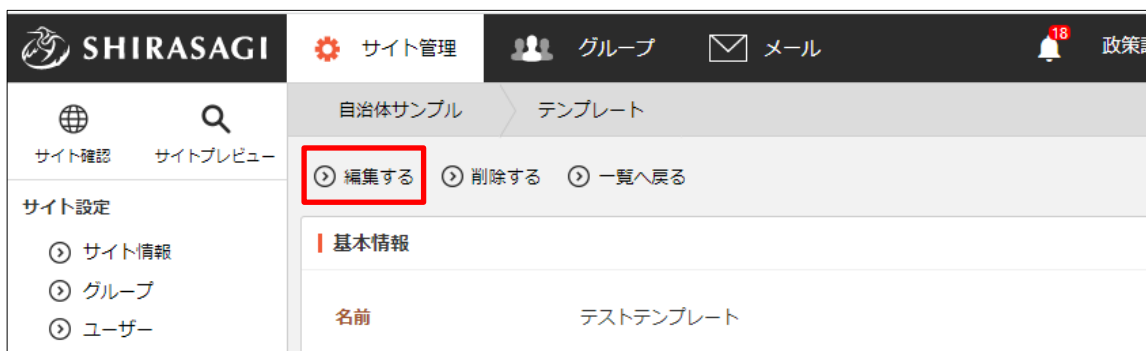 SHIRASAGI サイト管理 グループ メール 18
自治体サンプル テンプレート
サイト確認 サイトプレビュー
編集する 削除する 一覧へ戻る
サイト設定
基本情報
サイト情報
グループ
名前 テストテンプレート
ユーザー